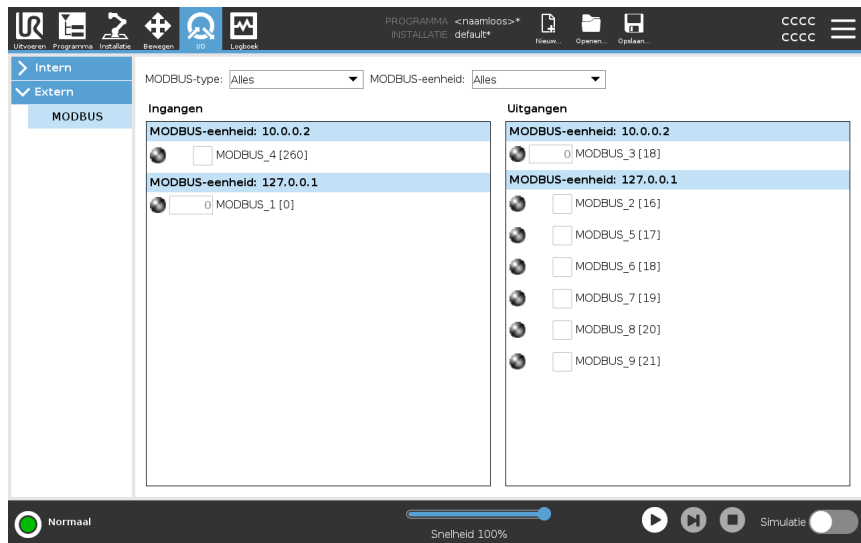 PROGRAMMA <naamloos>*
INSTALLATIE default*
cccc
cccc
Uitvoeren Programma Installatie Bewegen I/O Logboek Nieuw... Openen... Opslaan...
Intern
Extern
MODBUS
MODBUS-type: Alles MODBUS-eenheid: Alles
Ingangen
MODBUS-eenheid: 10.0.0.2
MODBUS_4 [260]
MODBUS-eenheid: 127.0.0.1
0 MODBUS_1 [0]
Uitgangen
MODBUS-eenheid: 10.0.0.2
0 MODBUS_3 [18]
MODBUS-eenheid: 127.0.0.1
MODBUS_2 [16]
MODBUS_5 [17]
MODBUS_6 [18]
MODBUS_7 [19]
MODBUS_8 [20]
MODBUS_9 [21]
Normaal
Snelheid 100%
Simulatie